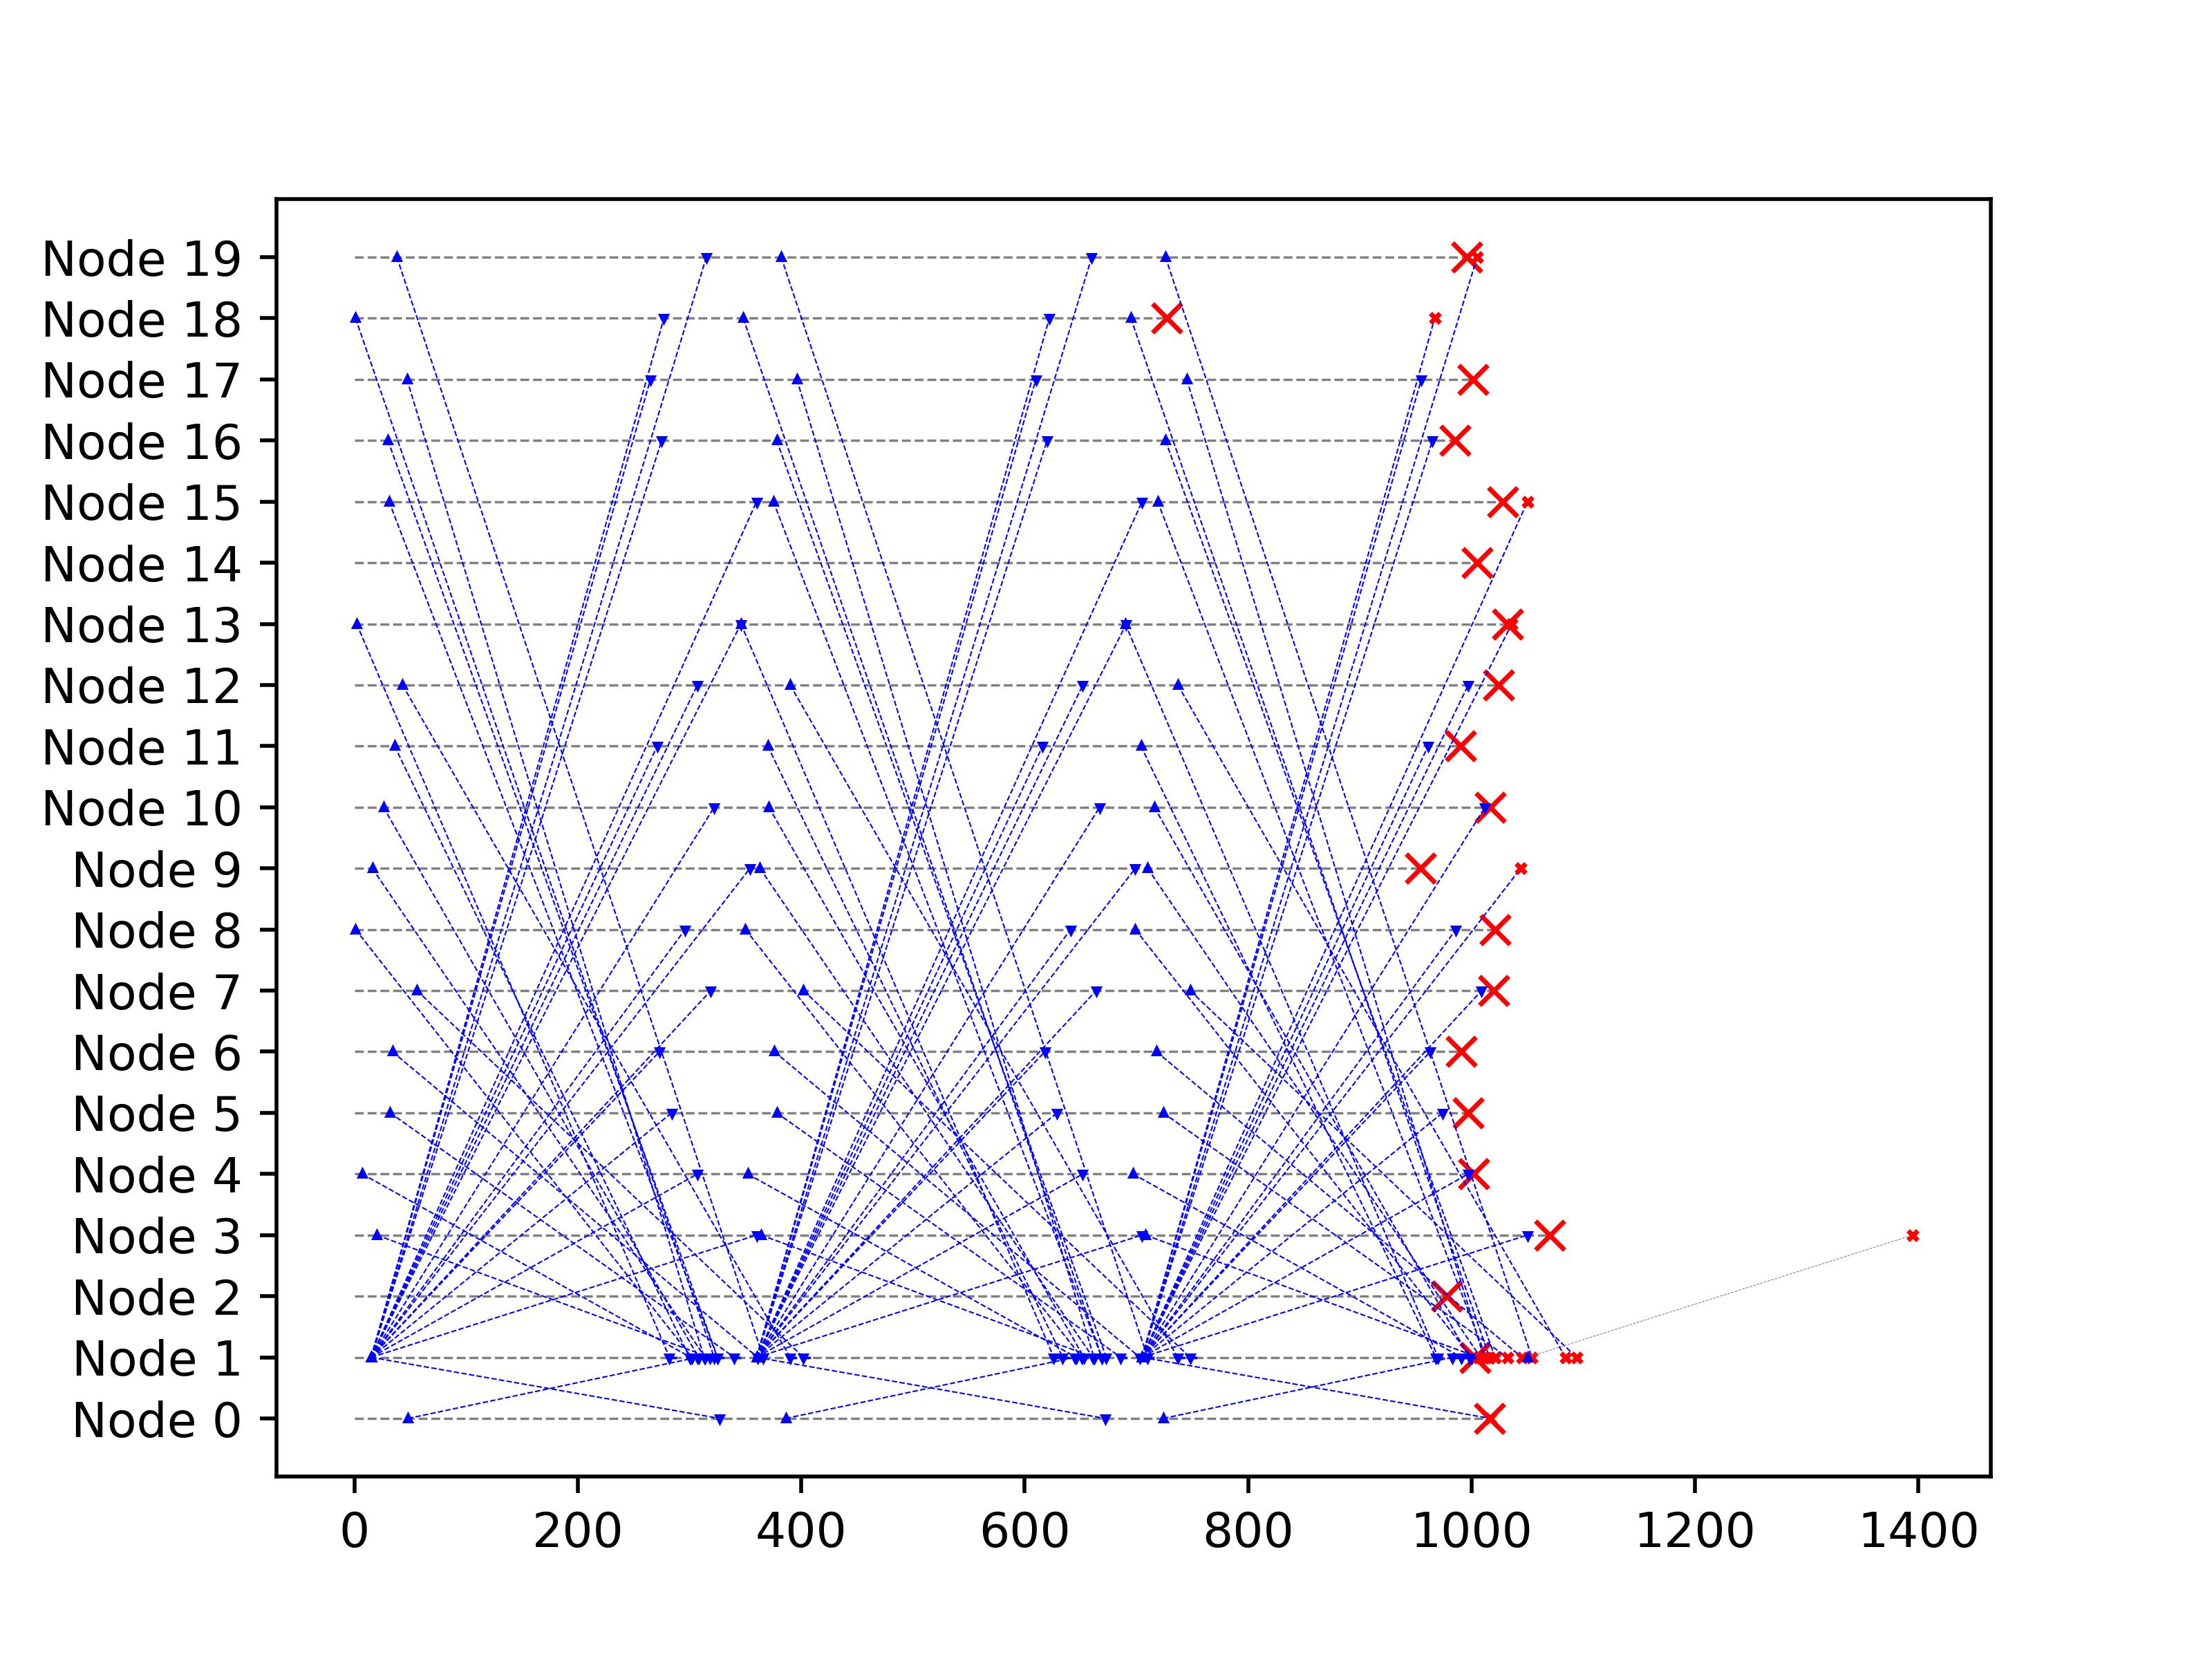 Node 19
Node 18
Node 17
Node 16
Node 15
Node 14
Node 13
Node 12
Node 11
Node 10
Node 9
Node 8
Node 7
Node 6
Node 5
Node 4
Node 3
Node 2
Node 1
Node 0
0 200 400 600 800 1000 1200 1400